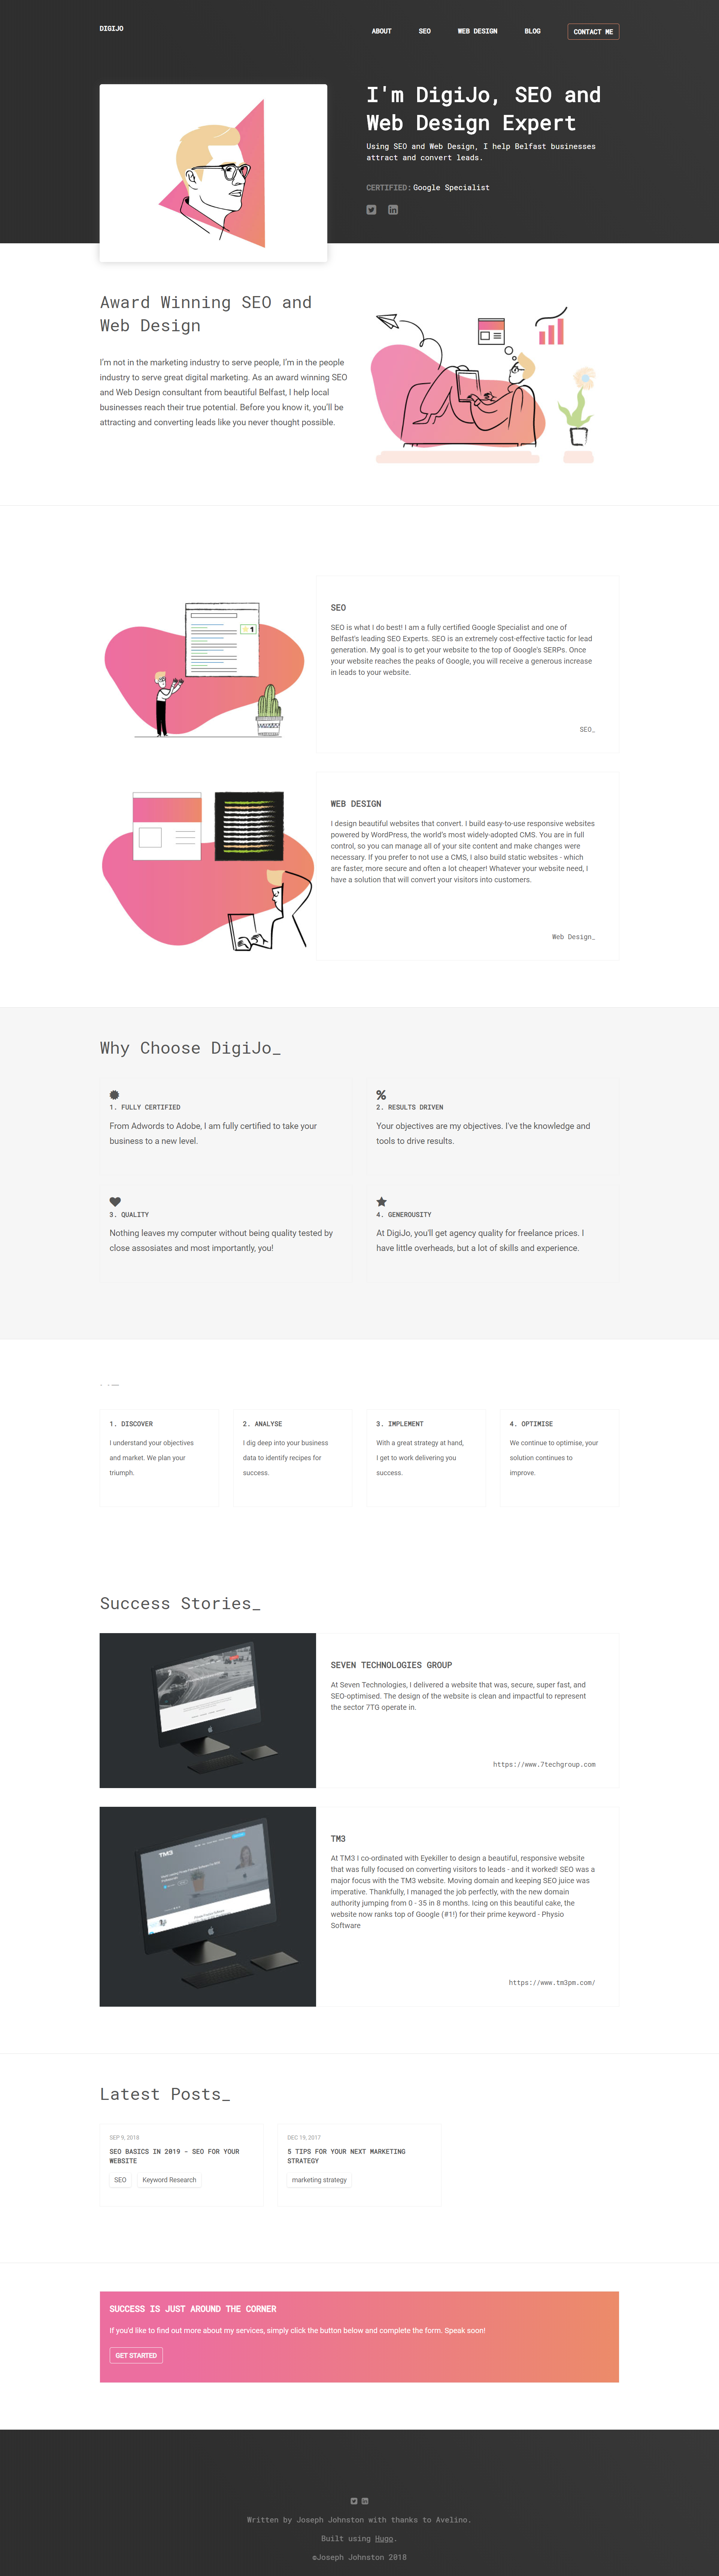 DIGIJO
ABOUT
SEO
WEB DESIGN
BLOG
CONTACT ME
I'm DigiJo, SEO and
Web Design Expert
Using SEO and Web Design, I help Belfast businesses
attract and convert leads.
CERTIFIED: Google Specialist
Award Winning SEO and
Web Design
I'm not in the marketing industry to serve people, I'm in the people
industry to serve great digital marketing. As an award winning SEO
and Web Design consultant from beautiful Belfast, I help local
businesses reach their true potential. Before you know it, you'll be
attracting and converting leads like you never thought possible.
1
SEO
SEO is what I do best! I am a fully certified Google Specialist and one of
Belfast's leading SEO Experts. SEO is an extremely cost-effective tactic for lead
generation. My goal is to get your website to the top of Google's SERPs. Once
your website reaches the peaks of Google, you will receive a generous increase
in leads to your website.
SEO_
WEB DESIGN
I design beautiful websites that convert. I build easy-to-use responsive websites
powered by WordPress, the world's most widely-adopted CMS. You are in full
control, so you can manage all of your site content and make changes were
necessary. If you prefer to not use a CMS, I also build static websites - which
are faster, more secure and often a lot cheaper! Whatever your website need, I
have a solution that will convert your visitors into customers.
Web Design_
Why Choose DigiJo_
1. FULLY CERTIFIED
From Adwords to Adobe, I am fully certified to take your
business to a new level.
2. RESULTS DRIVEN
Your objectives are my objectives. I've the knowledge and
tools to drive results.
3. QUALITY
Nothing leaves my computer without being quality tested by
close assosiates and most importantly, you!
4. GENEROUSITY
At DigiJo, you'll get agency quality for freelance prices. I
have little overheads, but a lot of skills and experience.
1. DISCOVER
I understand your objectives
and market. We plan your
triumph.
2. ANALYSE
I dig deep into your business
data to identify recipes for
success.
3. IMPLEMENT
With a great strategy at hand,
I get to work delivering you
success.
4. OPTIMISE
We continue to optimise, your
solution continues to
improve.
Success Stories_
SEVEN TECHNOLOGIES GROUP
At Seven Technologies, I delivered a website that was, secure, super fast, and
SEO-optimised. The design of the website is clean and impactful to represent
the sector 7TG operate in.
https://www.7techgroup.com
TM3
TM3
At TM3 I co-ordinated with Eyekiller to design a beautiful, responsive website
that was fully focused on converting visitors to leads - and it worked! SEO was a
major focus with the TM3 website. Moving domain and keeping SEO juice was
imperative. Thankfully, I managed the job perfectly, with the new domain
authority jumping from 0 - 35 in 8 months. Icing on this beautiful cake, the
website now ranks top of Google (#1!) for their prime keyword - Physio
Software
https://www.tm3pm.com/
Latest Posts_
SEP 9, 2018
SEO BASICS IN 2019 - SEO FOR YOUR
WEBSITE
SEO
Keyword Research
DEC 19, 2017
5 TIPS FOR YOUR NEXT MARKETING
STRATEGY
marketing strategy
SUCCESS IS JUST AROUND THE CORNER
If you'd like to find out more about my services, simply click the button below and complete the form. Speak soon!
GET STARTED
Written by Joseph Johnston with thanks to Avelino.
Built using Hugo.
©Joseph Johnston 2018